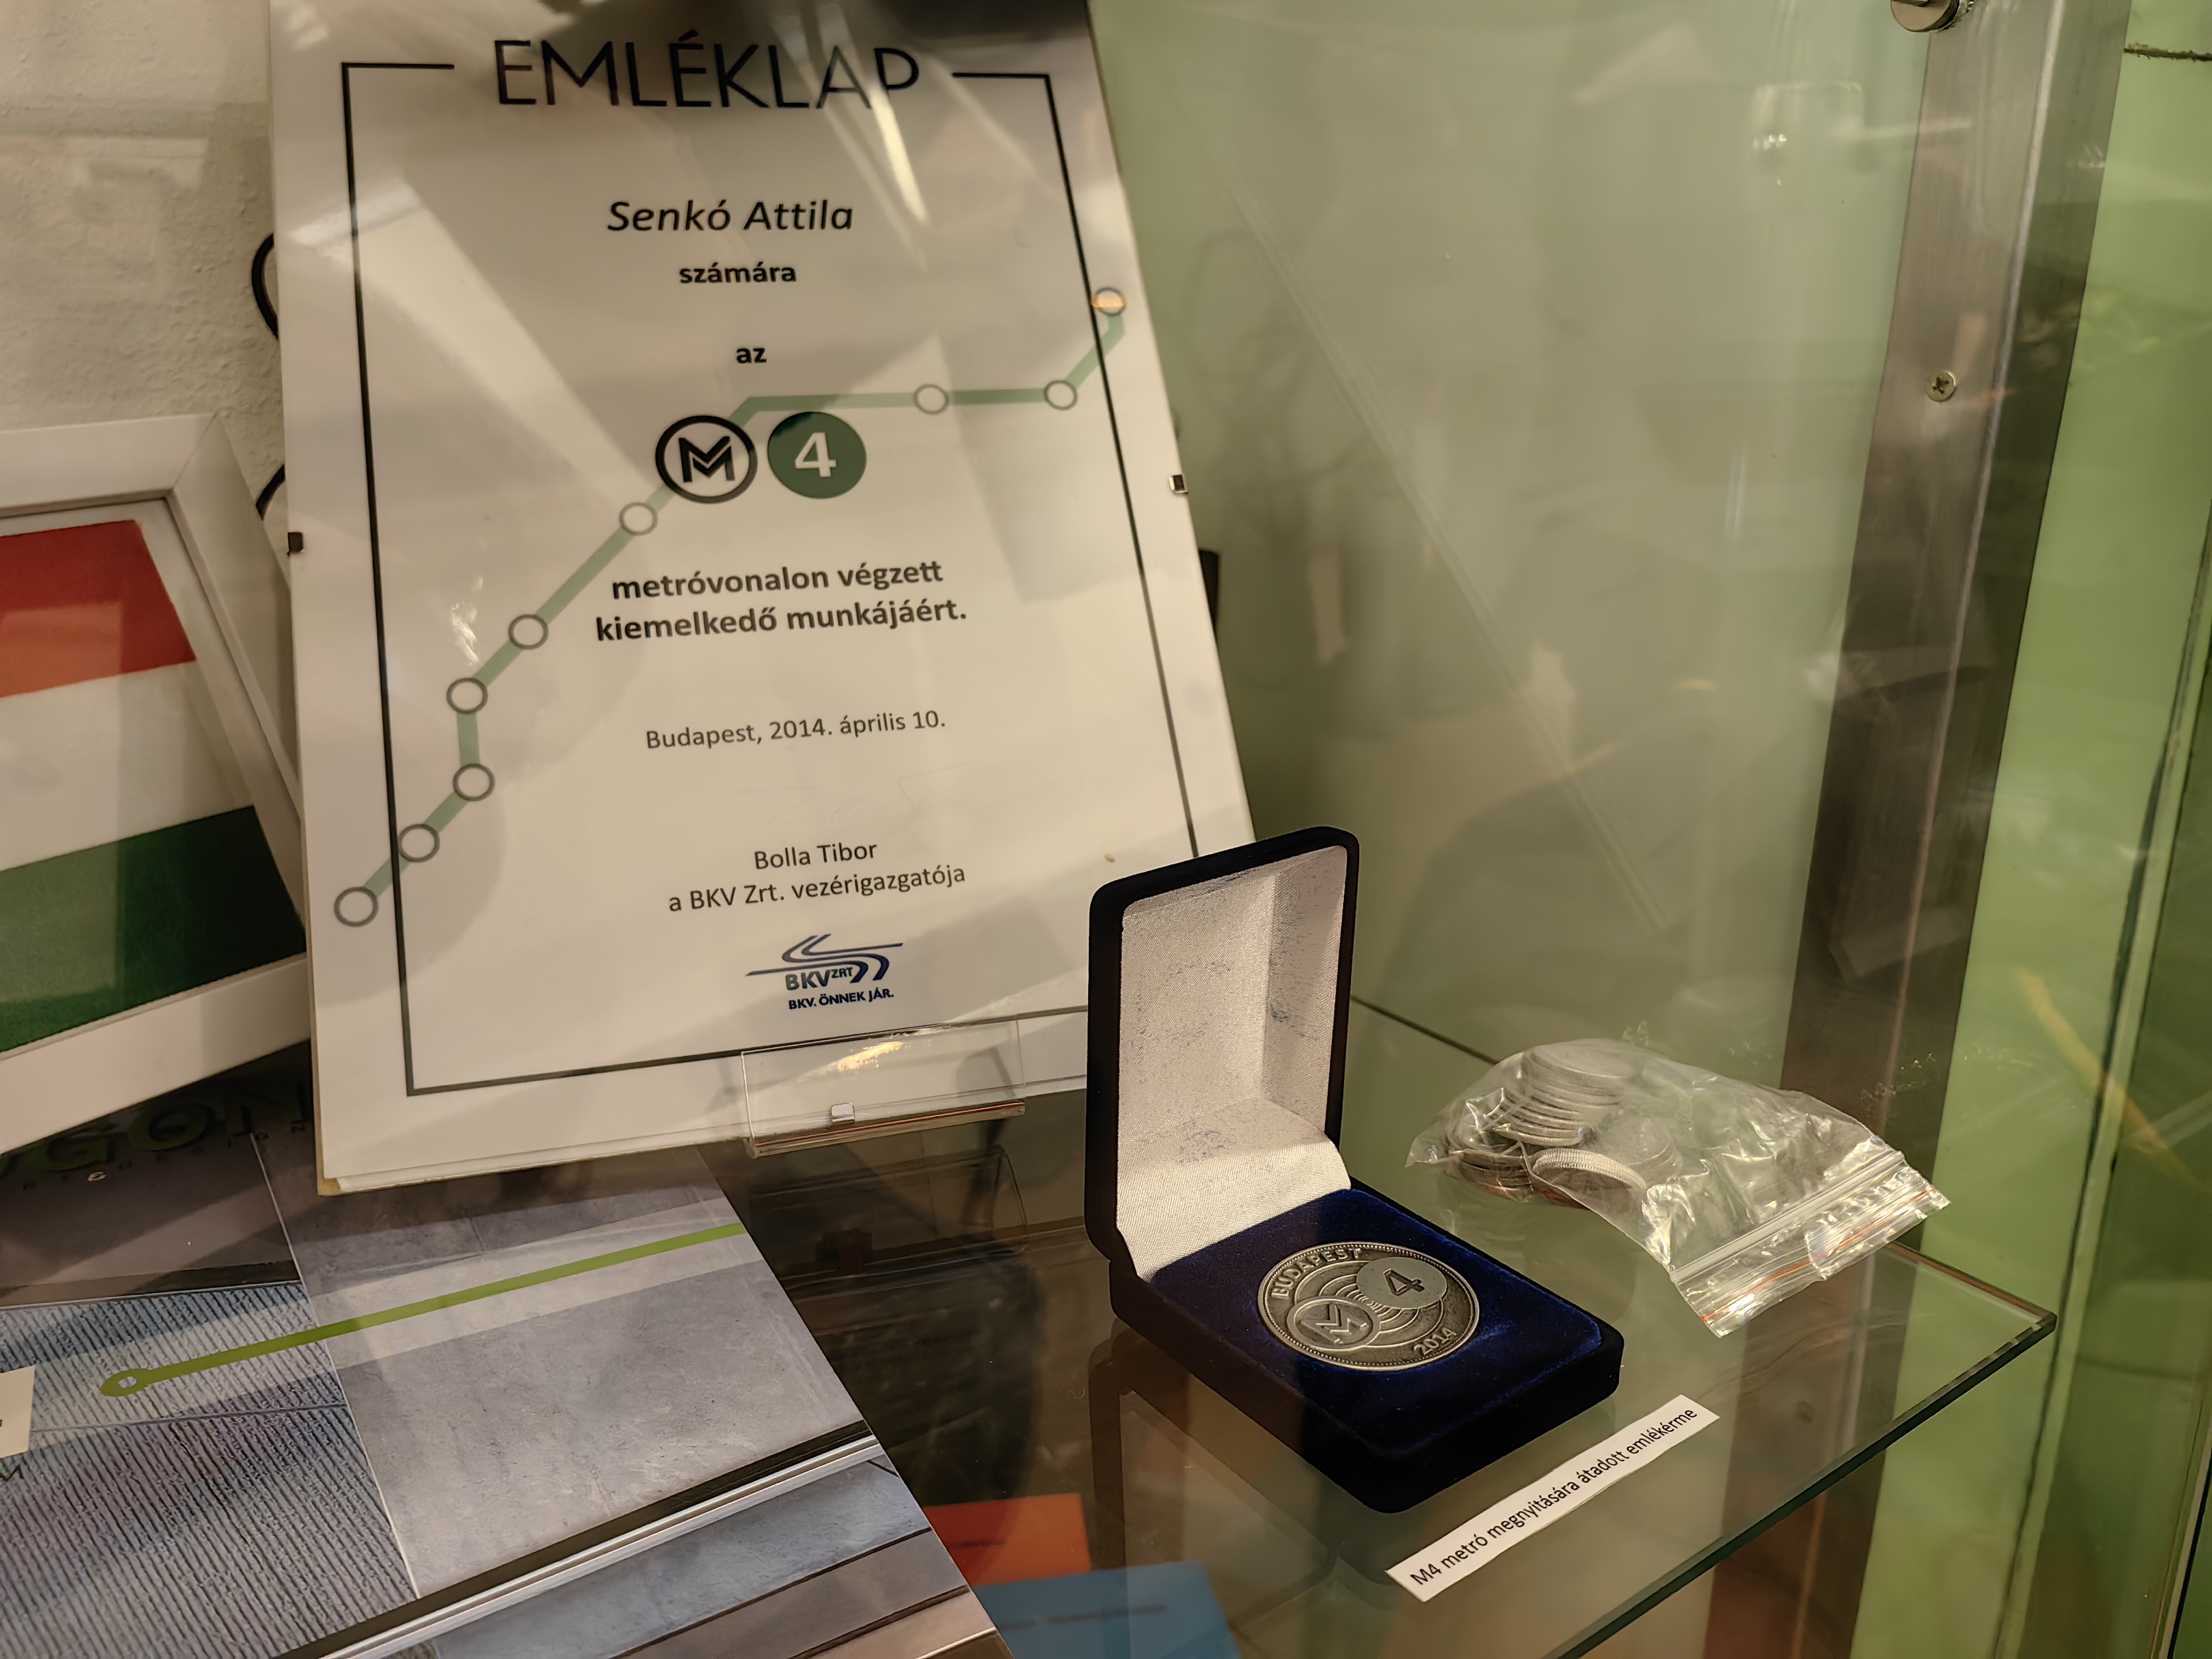 EMLÉKLAP
Senkó Attila
számára
az
M 4
metróvonalon végzett
kiemelkedő munkájáért.
Budapest, 2014. április 10.
Bolla Tibor
a BKV Zrt. vezérigazgatója
BKV ZRT
BKV. ÖNNEK JÁR.
BUDAPEST
4
M
2014
M4 metró megnyitására átadott emlékérme